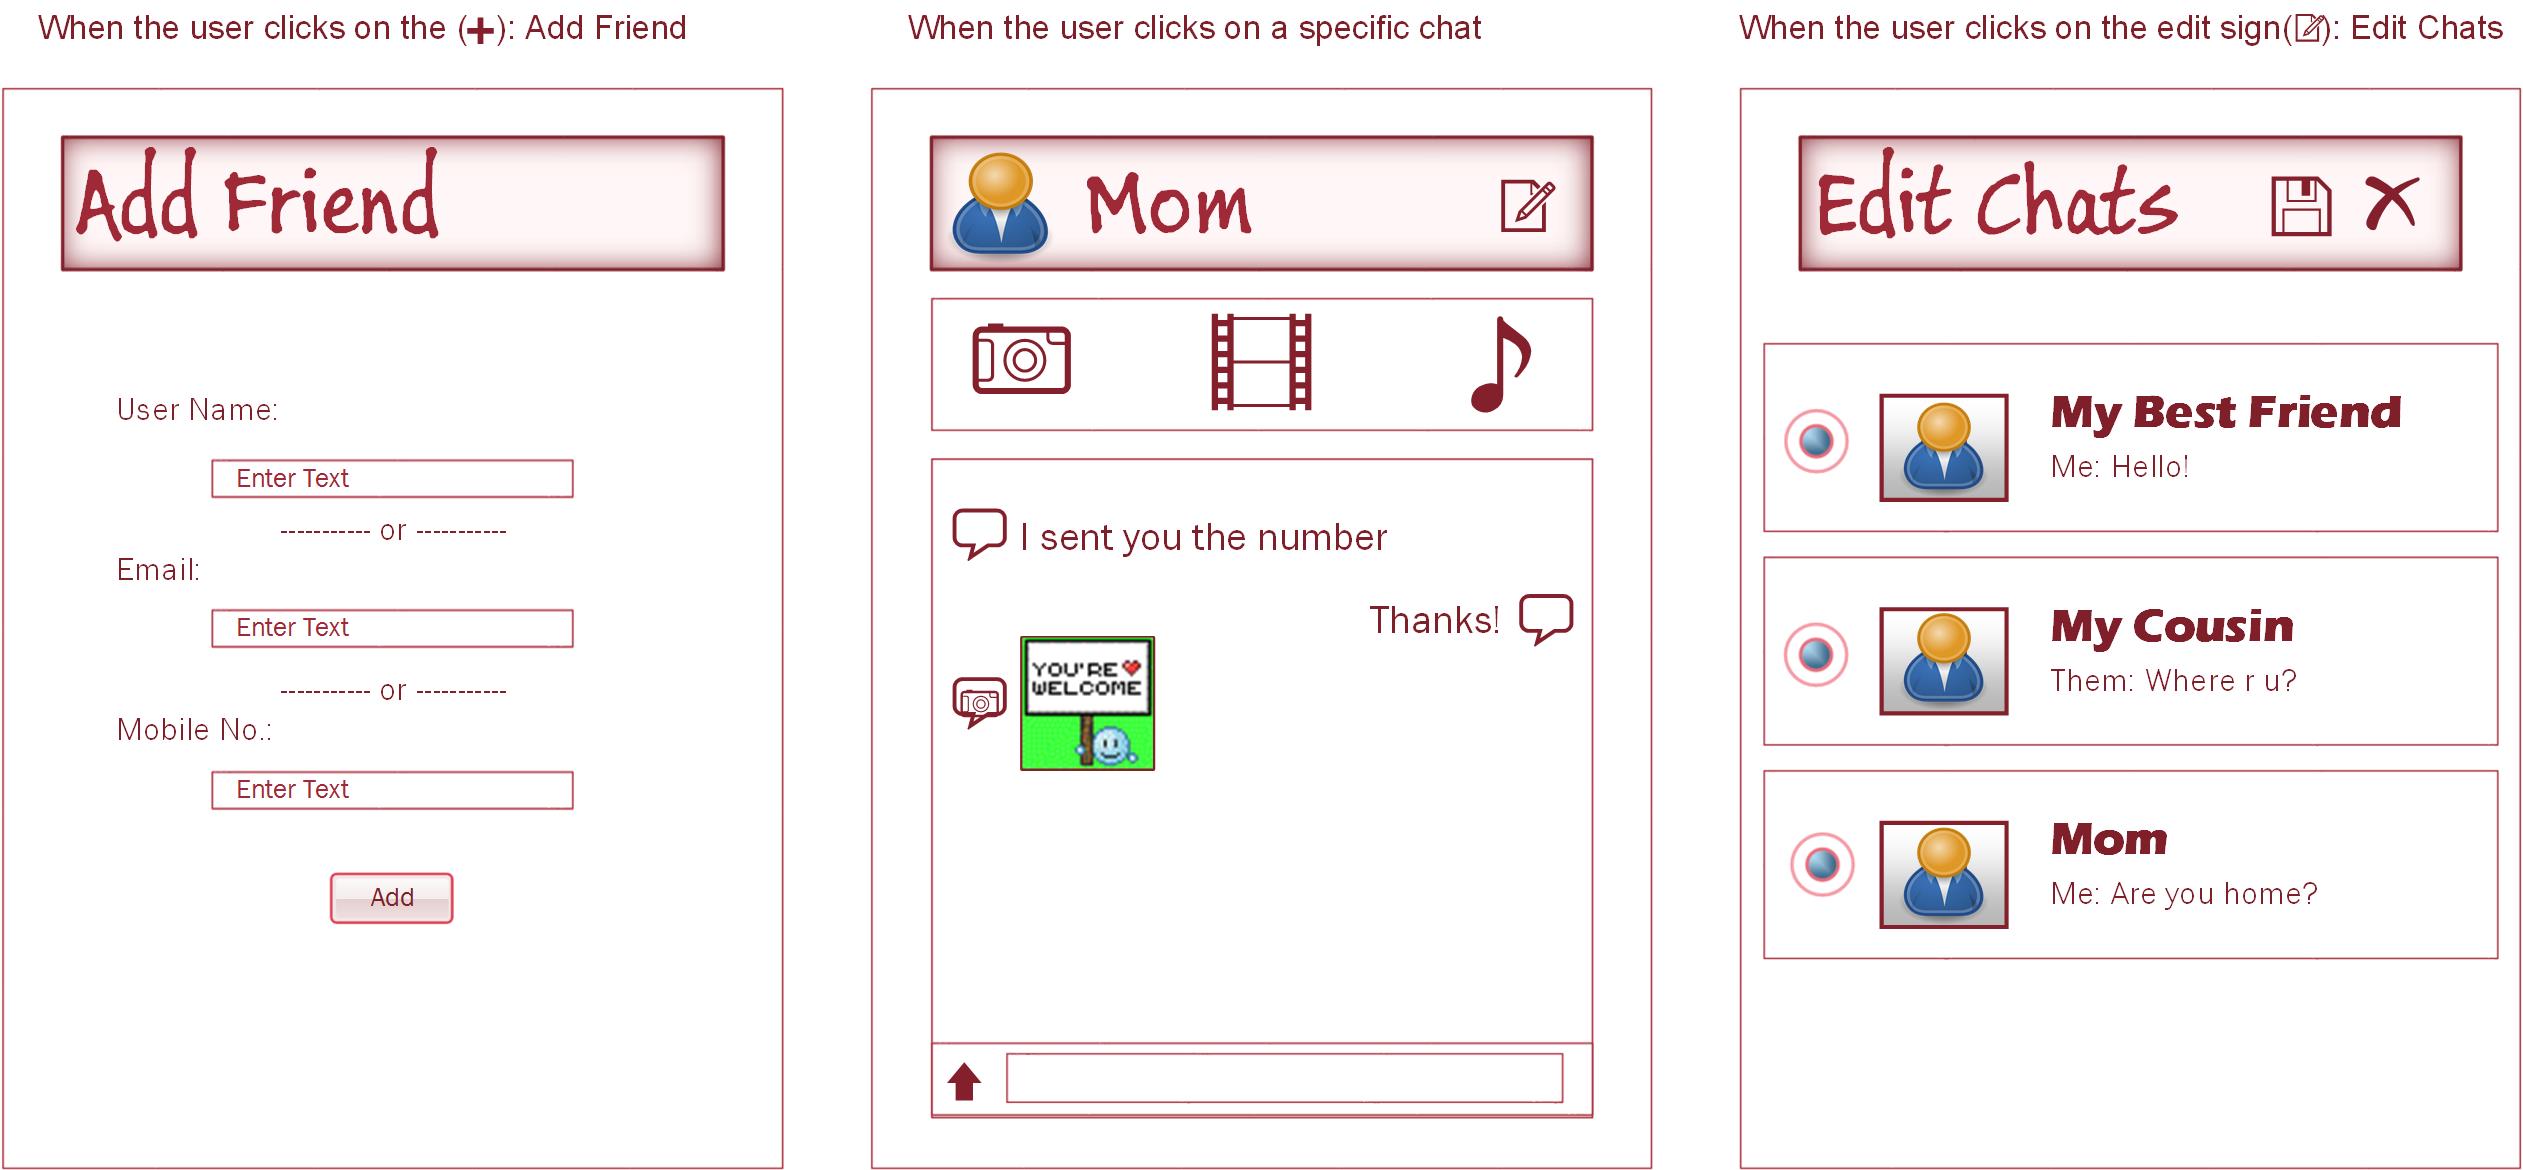 When the user clicks on the (+): Add Friend
Add Friend
User Name:
Enter Text
----------- or -----------
Email:
Enter Text
----------- or -----------
Mobile No.:
Enter Text
Add
When the user clicks on a specific chat
Mom
I sent you the number
Thanks!
YOU'RE
WELCOME
When the user clicks on the edit sign(): Edit Chats
Edit Chats
My Best Friend
Me: Hello!
My Cousin
Them: Where r u?
Mom
Me: Are you home?